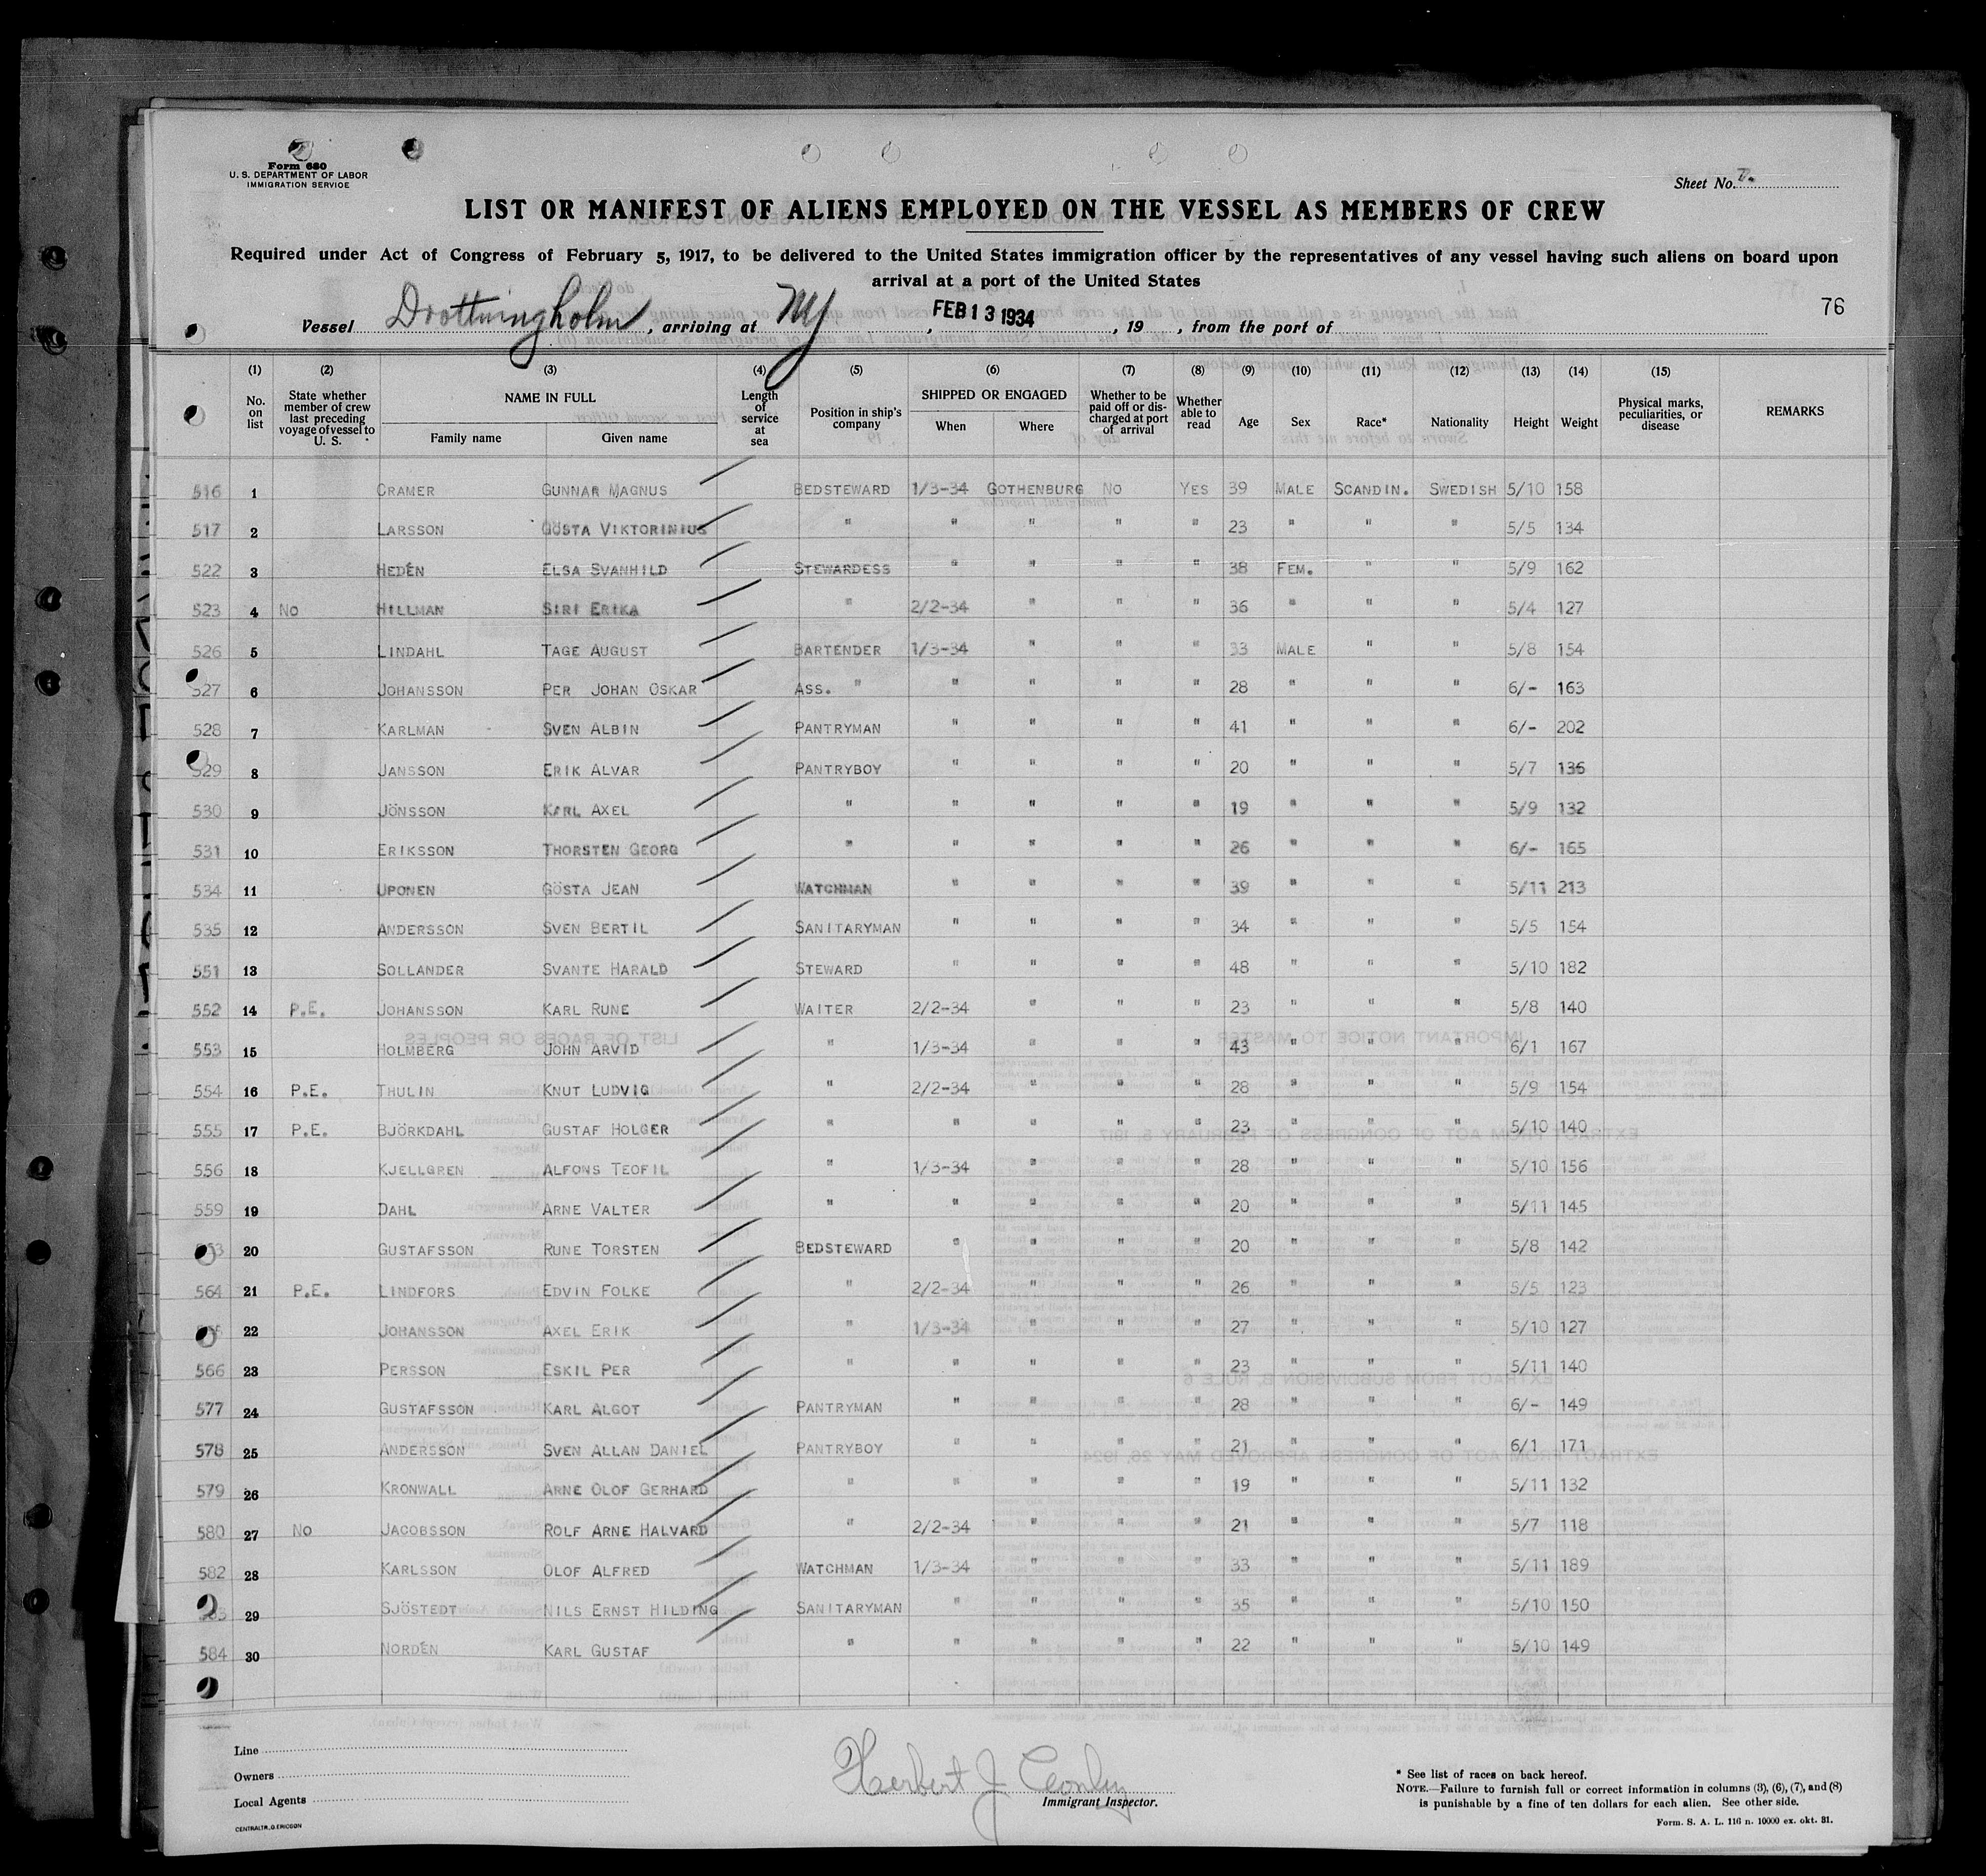 Form 680
U. S. DEPARTMENT OF LABOR
IMMIGRATION SERVICE
Sheet No.
LIST OR MANIFEST OF ALIENS EMPLOYED ON THE VESSEL AS MEMBERS OF CREW
Required under Act of Congress of February 5, 1917, to be delivered to the United States immigration officer by the representatives of any vessel having such aliens on board upon
arrival at a port of the United States
76
Vessel Drottningholm, arriving at NY, FEB 13 1934, 19 , from the port of
(1) No. on list (2) State whether member of crew last preceding voyage of vessel to U. S. (3) NAME IN FULL Family name Given name (4) Length of service at sea (5) Position in ship's company (6) SHIPPED OR ENGAGED When Where (7) Whether to be paid off or discharged at port of arrival (8) Whether able to read (9) Age (10) Sex (11) Race* (12) Nationality (13) Height (14) Weight (15) Physical marks, peculiarities, or disease REMARKS
516 1 CRAMER GUNNAR MAGNUS BEDSTEWARD 1/3-34 GOTHENBURG NO YES 39 MALE SCANDIN. SWEDISH 5/10 158
517 2 LARSSON GÖSTA VIKTORINIUS " " " " " 23 " " " 5/5 134
522 3 HEDÉN ELSA SVANHILD STEWARDESS " " " " 38 FEM. " " 5/9 162
523 4 NO HILLMAN SIRI ERIKA " 2/2-34 " " " 36 " " " 5/4 127
526 5 LINDAHL TAGE AUGUST BARTENDER 1/3-34 " " " 33 MALE " " 5/8 154
527 6 JOHANSSON PER JOHAN OSKAR ASS. " " " " " 28 " " " 6/- 163
528 7 KARLMAN SVEN ALBIN PANTRYMAN " " " " 41 " " " 6/- 202
529 8 JANSSON ERIK ALVAR PANTRYBOY " " " " 20 " " " 5/7 136
530 9 JÖNSSON KARL AXEL " " " " " 19 " " " 5/9 132
531 10 ERIKSSON THORSTEN GEORG " " " " " 26 " " " 6/- 165
534 11 UPONEN GÖSTA JEAN WATCHMAN " " " " 39 " " " 5/11 213
535 12 ANDERSSON SVEN BERTIL SANITARYMAN " " " " 34 " " " 5/5 154
551 13 SOLLANDER SVANTE HARALD STEWARD " " " " 48 " " " 5/10 182
552 14 P.E. JOHANSSON KARL RUNE WAITER 2/2-34 " " " 23 " " " 5/8 140
553 15 HOLMBERG JOHN ARVID " 1/3-34 " " " 43 " " " 6/1 167
554 16 P.E. THULIN KNUT LUDVIG " 2/2-34 " " " 28 " " " 5/9 154
555 17 P.E. BJÖRKDAHL GUSTAF HOLGER " " " " " 23 " " " 5/10 140
556 18 KJELLGREN ALFONS TEOFIL " 1/3-34 " " " 28 " " " 5/10 156
559 19 DAHL ARNE VALTER " " " " " 20 " " " 5/11 145
20 GUSTAFSSON RUNE TORSTEN BEDSTEWARD " " " " 20 " " " 5/8 142
564 21 P.E. LINDFORS EDVIN FOLKE " 2/2-34 " " " 26 " " " 5/5 123
22 JOHANSSON AXEL ERIK " 1/3-34 " " " 27 " " " 5/10 127
566 23 PERSSON ESKIL PER " " " " " 23 " " " 5/11 140
577 24 GUSTAFSSON KARL ALGOT PANTRYMAN " " " " 28 " " " 6/- 149
578 25 ANDERSSON SVEN ALLAN DANIEL PANTRYBOY " " " " 21 " " " 6/1 171
579 26 KRONWALL ARNE OLOF GERHARD " " " " " 19 " " " 5/11 132
580 27 NO JACOBSSON ROLF ARNE HALVARD " 2/2-34 " " " 21 " " " 5/7 118
582 28 KARLSSON OLOF ALFRED WATCHMAN 1/3-34 " " " 33 " " " 5/11 189
29 SJÖSTEDT NILS ERNST HILDING SANITARYMAN " " " " 35 " " " 5/10 150
584 30 NORDÉN KARL GUSTAF " " " " " 22 " " " 5/10 149
Line
Owners
Local Agents
CENTRALTR., G. ERICSON
Herbert J
Immigrant Inspector.
* See list of races on back hereof.
NOTE.—Failure to furnish full or correct information in columns (3), (6), (7), and (8)
is punishable by a fine of ten dollars for each alien. See other side.
Form. S. A. L. 116 n. 10000 ex. okt. 31.